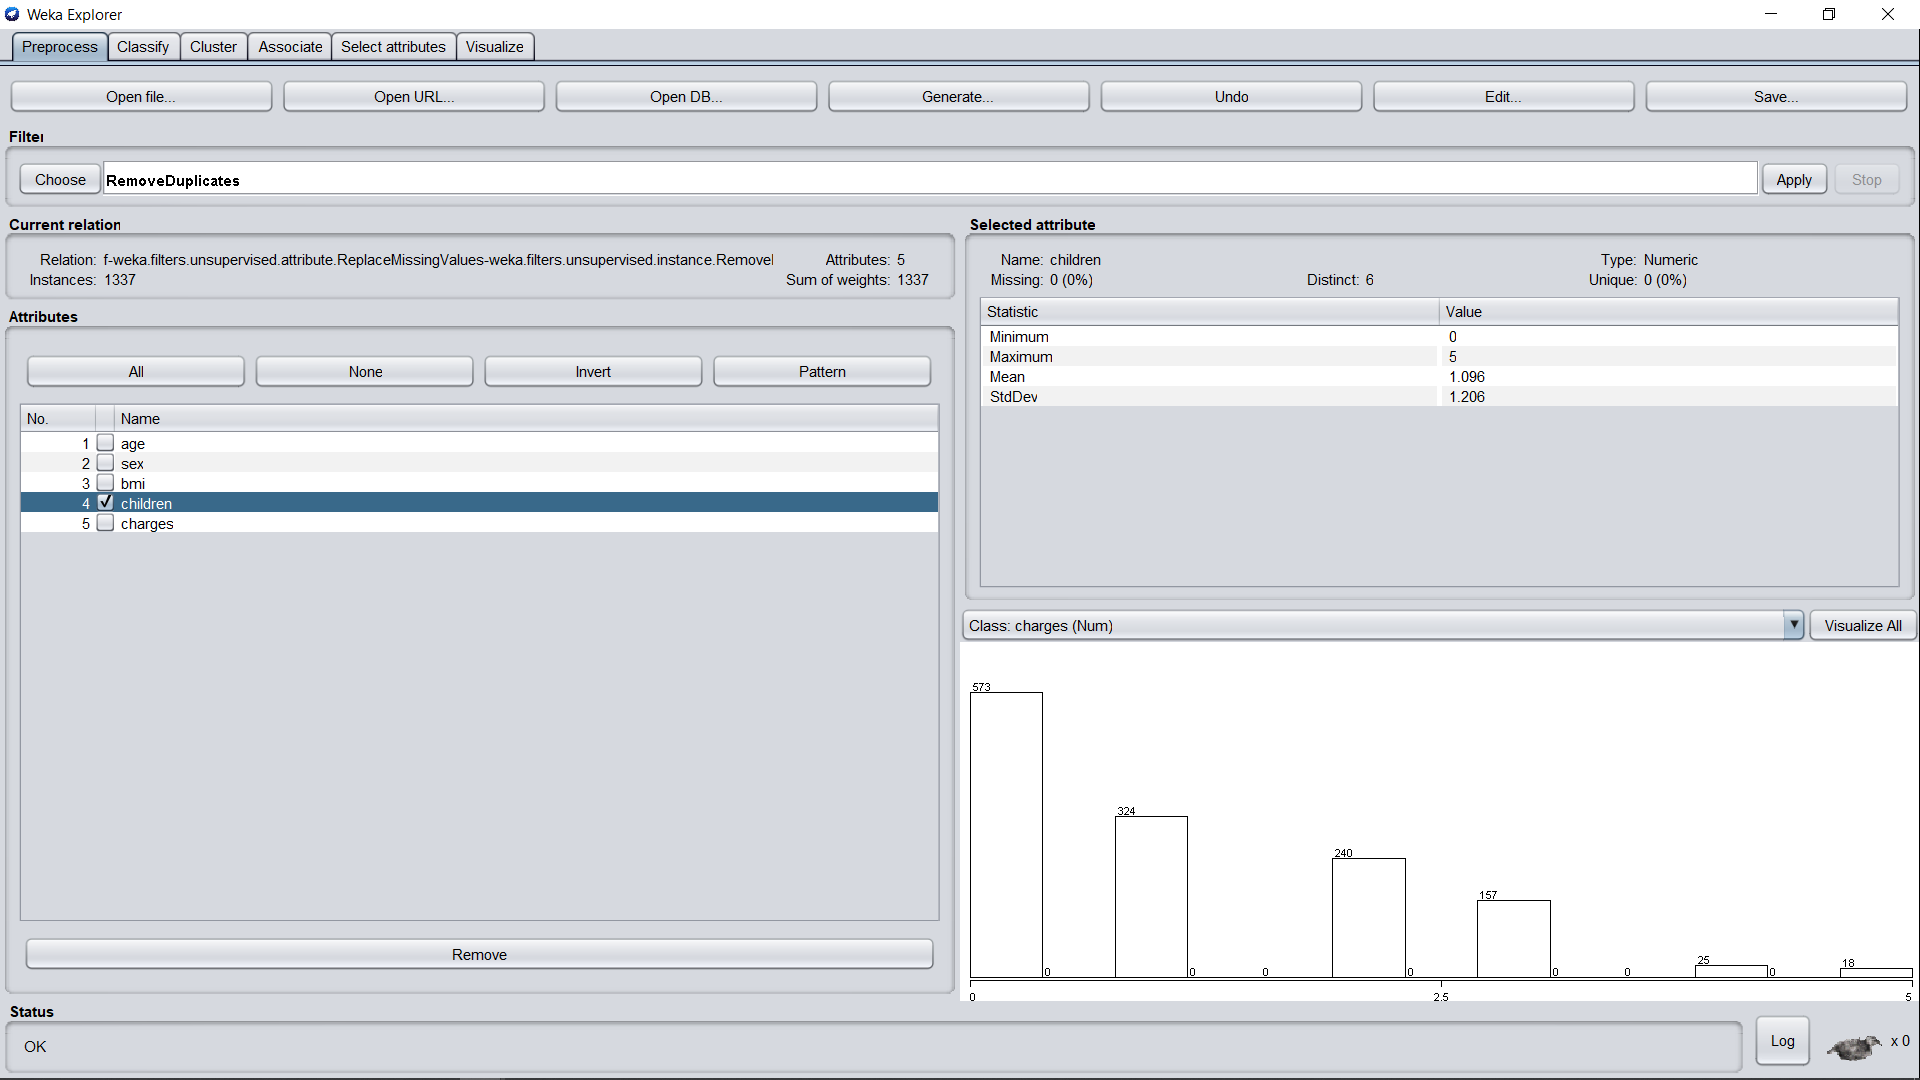 Weka Explorer
Preprocess Classify Cluster Associate Select attributes Visualize
Open file... Open URL... Open DB... Generate... Undo Edit... Save...
Filter
Choose RemoveDuplicates Apply Stop
Current relation
Relation: f-weka.filters.unsupervised.attribute.ReplaceMissingValues-weka.filters.unsupervised.instance.Removel Attributes: 5
Instances: 1337 Sum of weights: 1337
Attributes
All None Invert Pattern
No. Name
1 age
2 sex
3 bmi
4 children
5 charges
Remove
Selected attribute
Name: children Type: Numeric
Missing: 0 (0%) Distinct: 6 Unique: 0 (0%)
Statistic Value
Minimum 0
Maximum 5
Mean 1.096
StdDev 1.206
Class: charges (Num) Visualize All
573
324
240
157
25
18
0 0 0 0 0 0 0
0 2.5 5
Status
OK
Log x 0